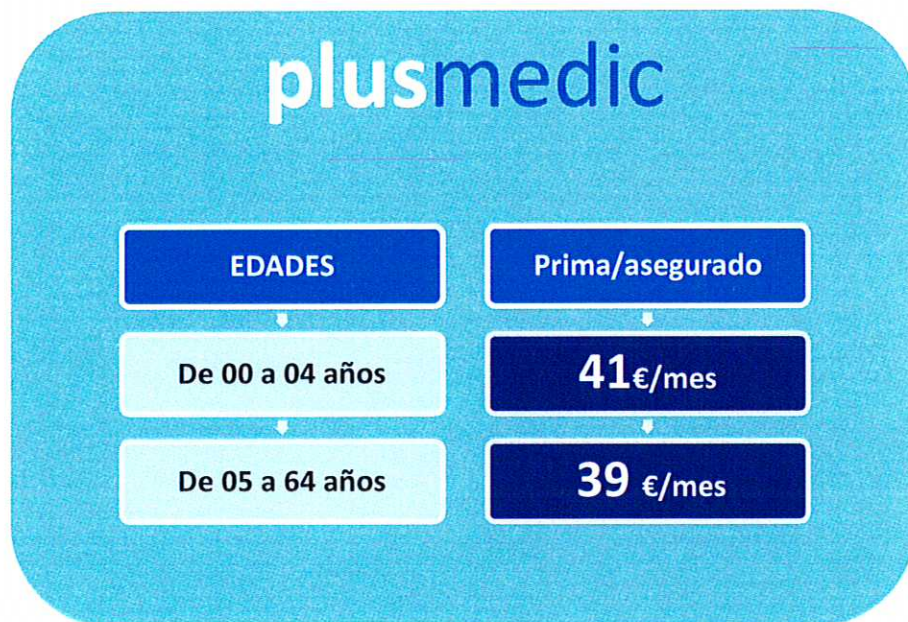 plusmedic
EDADES
Prima/asegurado
De 00 a 04 años
41€/mes
De 05 a 64 años
39 €/mes